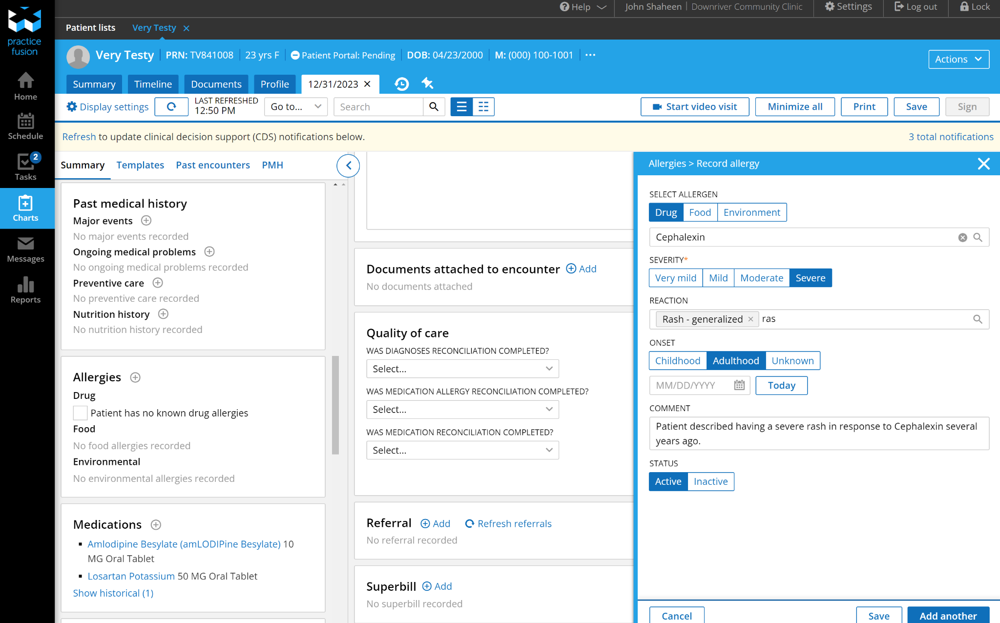 Help
John Shaheen | Downriver Community Clinic
Settings
Log out
Lock
practice
fusion
Patient lists
Very Testy ×
Very Testy
PRN: TV841008
23 yrs F
Patient Portal: Pending
DOB: 04/23/2000
M: (000) 100-1001
...
Actions
Summary
Timeline
Documents
Profile
12/31/2023 ×
Home
Schedule
2
Tasks
Charts
Messages
Reports
Display settings
LAST REFRESHED
12:50 PM
Go to...
Search
Start video visit
Minimize all
Print
Save
Sign
Refresh to update clinical decision support (CDS) notifications below.
3 total notifications
Summary
Templates
Past encounters
PMH
Past medical history
Major events
No major events recorded
Ongoing medical problems
No ongoing medical problems recorded
Preventive care
No preventive care recorded
Nutrition history
No nutrition history recorded
Allergies
Drug
Patient has no known drug allergies
Food
No food allergies recorded
Environmental
No environmental allergies recorded
Medications
Amlodipine Besylate (amLODIPine Besylate) 10
MG Oral Tablet
Losartan Potassium 50 MG Oral Tablet
Show historical (1)
Documents attached to encounter
Add
No documents attached
Quality of care
WAS DIAGNOSES RECONCILIATION COMPLETED?
Select...
WAS MEDICATION ALLERGY RECONCILIATION COMPLETED?
Select...
WAS MEDICATION RECONCILIATION COMPLETED?
Select...
Referral
Add
Refresh referrals
No referral recorded
Superbill
Add
No superbill recorded
Allergies > Record allergy
SELECT ALLERGEN
Drug
Food
Environment
Cephalexin
SEVERITY*
Very mild
Mild
Moderate
Severe
REACTION
Rash - generalized × ras
ONSET
Childhood
Adulthood
Unknown
MM/DD/YYYY
Today
COMMENT
Patient described having a severe rash in response to Cephalexin several
years ago.
STATUS
Active
Inactive
Cancel
Save
Add another